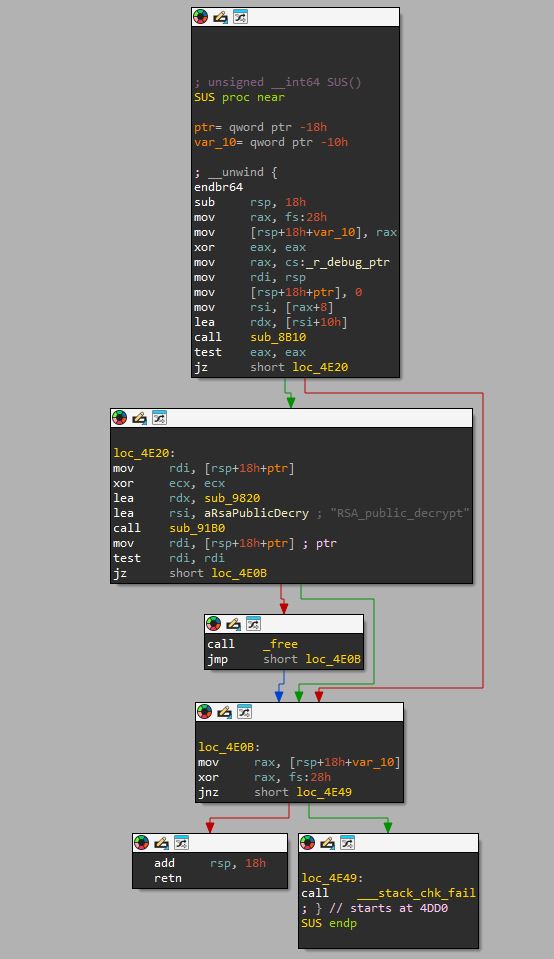 ; unsigned __int64 SUS()
SUS proc near
ptr= qword ptr -18h
var_10= qword ptr -10h
; __unwind {
endbr64
sub rsp, 18h
mov rax, fs:28h
mov [rsp+18h+var_10], rax
xor eax, eax
mov rax, cs:_r_debug_ptr
mov rdi, rsp
mov [rsp+18h+ptr], 0
mov rsi, [rax+8]
lea rdx, [rsi+10h]
call sub_8B10
test eax, eax
jz short loc_4E20
loc_4E20:
mov rdi, [rsp+18h+ptr]
xor ecx, ecx
lea rdx, sub_9820
lea rsi, aRsaPublicDecry ; "RSA_public_decrypt"
call sub_91B0
mov rdi, [rsp+18h+ptr] ; ptr
test rdi, rdi
jz short loc_4E0B
call _free
jmp short loc_4E0B
loc_4E0B:
mov rax, [rsp+18h+var_10]
xor rax, fs:28h
jnz short loc_4E49
add rsp, 18h
retn
loc_4E49:
call ___stack_chk_fail
; } // starts at 4DD0
SUS endp